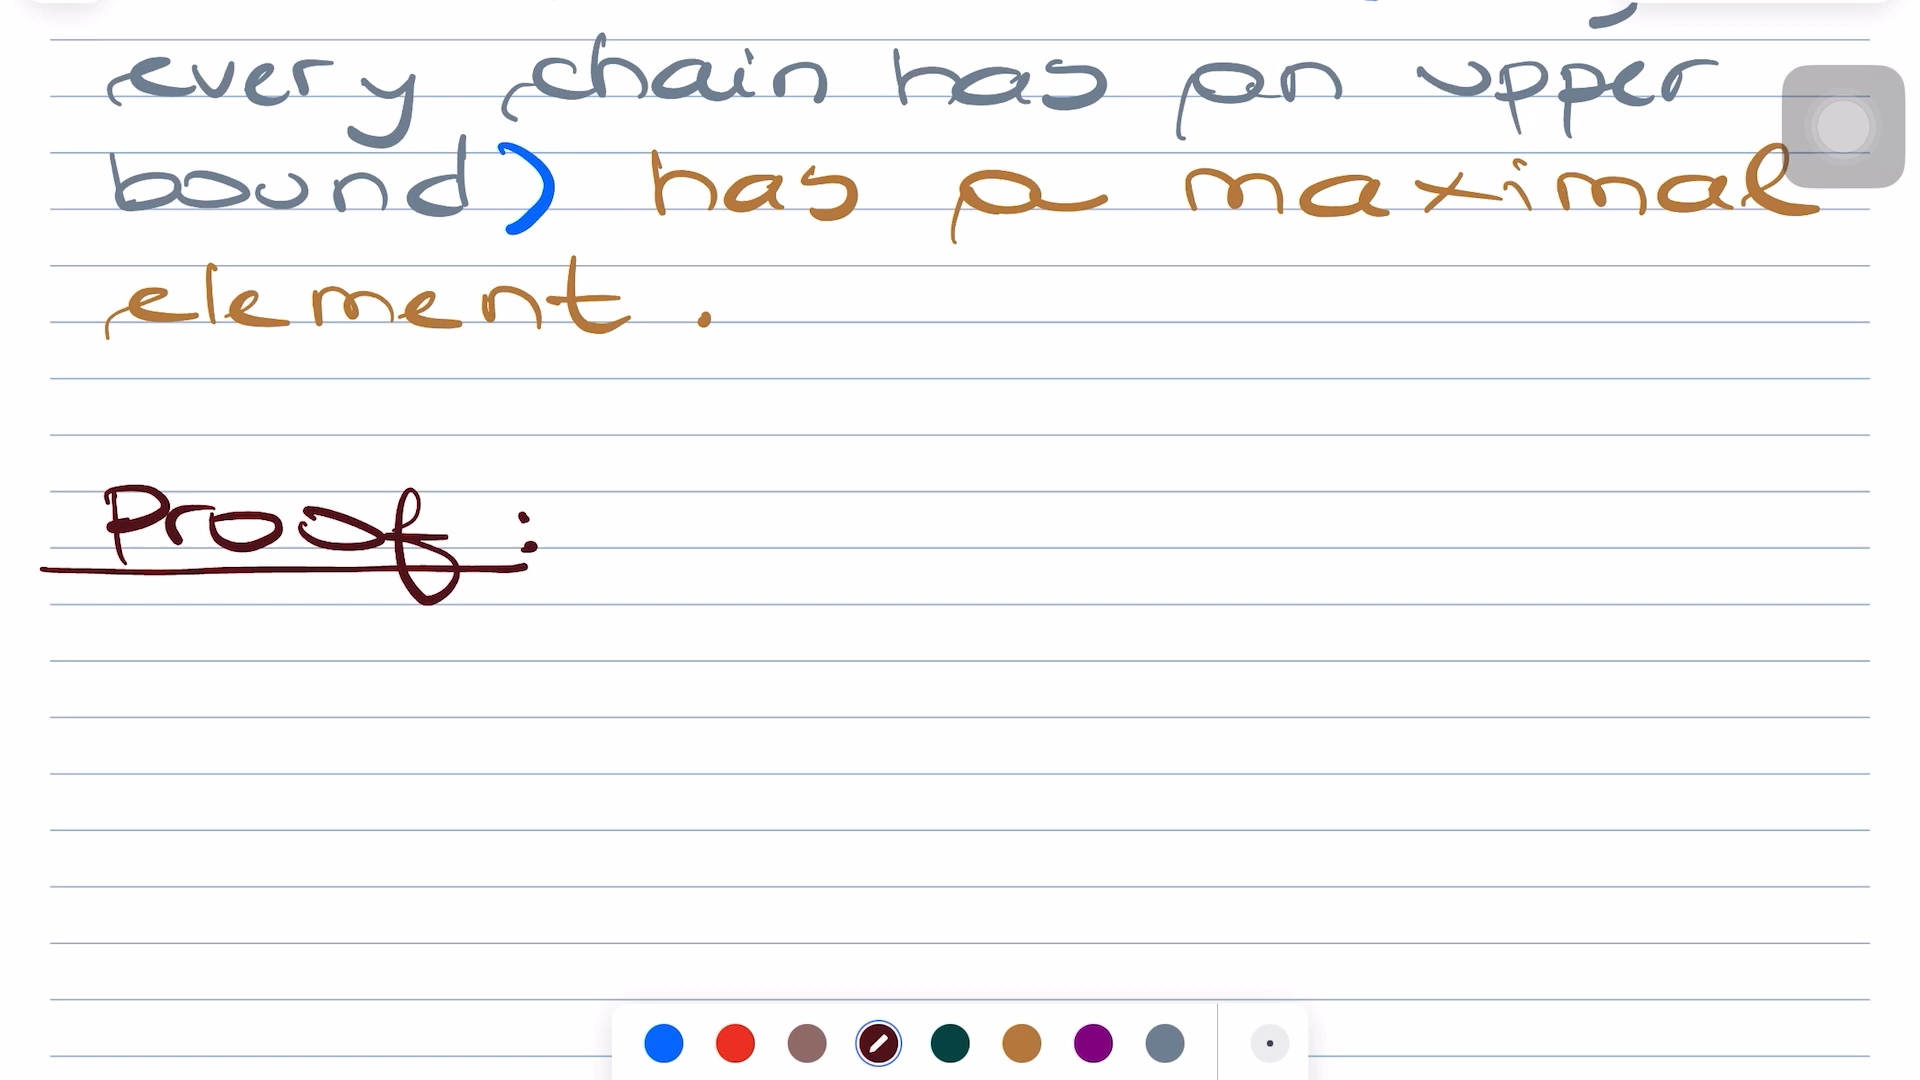 every chain has an upper
bound) has a maximal
element.
Proof: